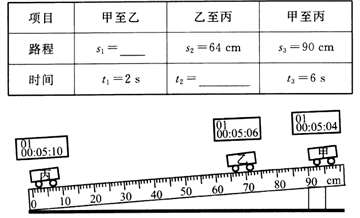 项目 甲至乙 乙至丙 甲至丙
路程 s₁=____ s₂=64 cm s₃=90 cm
时间 t₁=2 s t₂=______ t₃=6 s
01
00:05:10
01
00:05:06
01
00:05:04
丙 乙 甲
0 10 20 30 40 50 60 70 80 90 cm